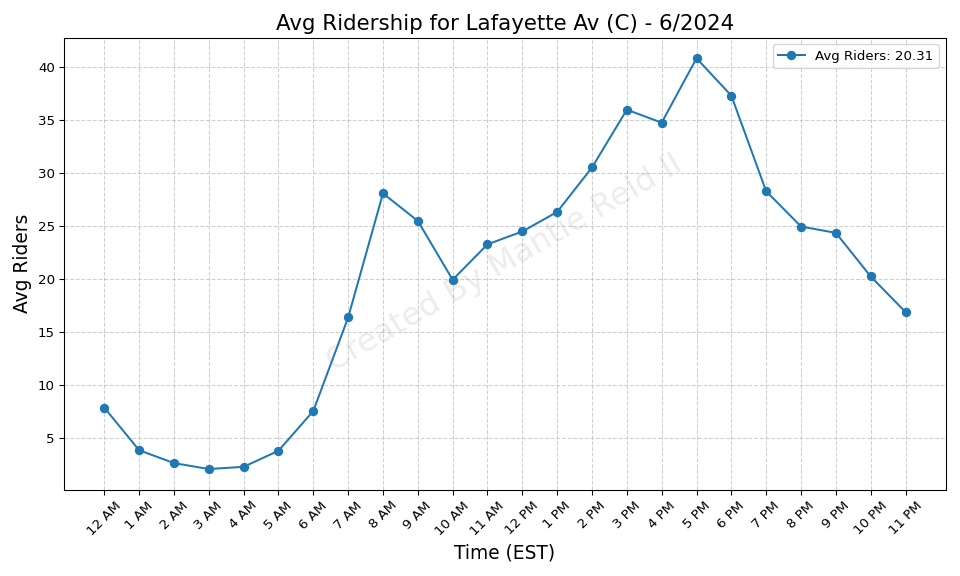 Avg Ridership for Lafayette Av (C) - 6/2024
Avg Riders: 20.31
Avg Riders
40
35
30
25
20
15
10
5
Created By Mantle Reid II
12 AM
1 AM
2 AM
3 AM
4 AM
5 AM
6 AM
7 AM
8 AM
9 AM
10 AM
11 AM
12 PM
1 PM
2 PM
3 PM
4 PM
5 PM
6 PM
7 PM
8 PM
9 PM
10 PM
11 PM
Time (EST)